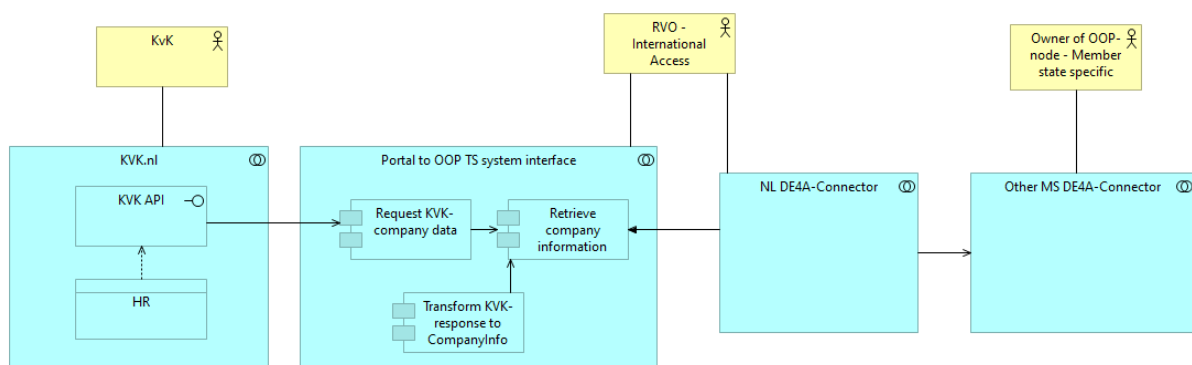 KvK
RVO -
International
Access
Owner of OOP-
node - Member
state specific
KVK.nl
KVK API
HR
Portal to OOP TS system interface
Request KVK-
company data
Retrieve
company
information
Transform KVK-
response to
CompanyInfo
NL DE4A-Connector
Other MS DE4A-Connector